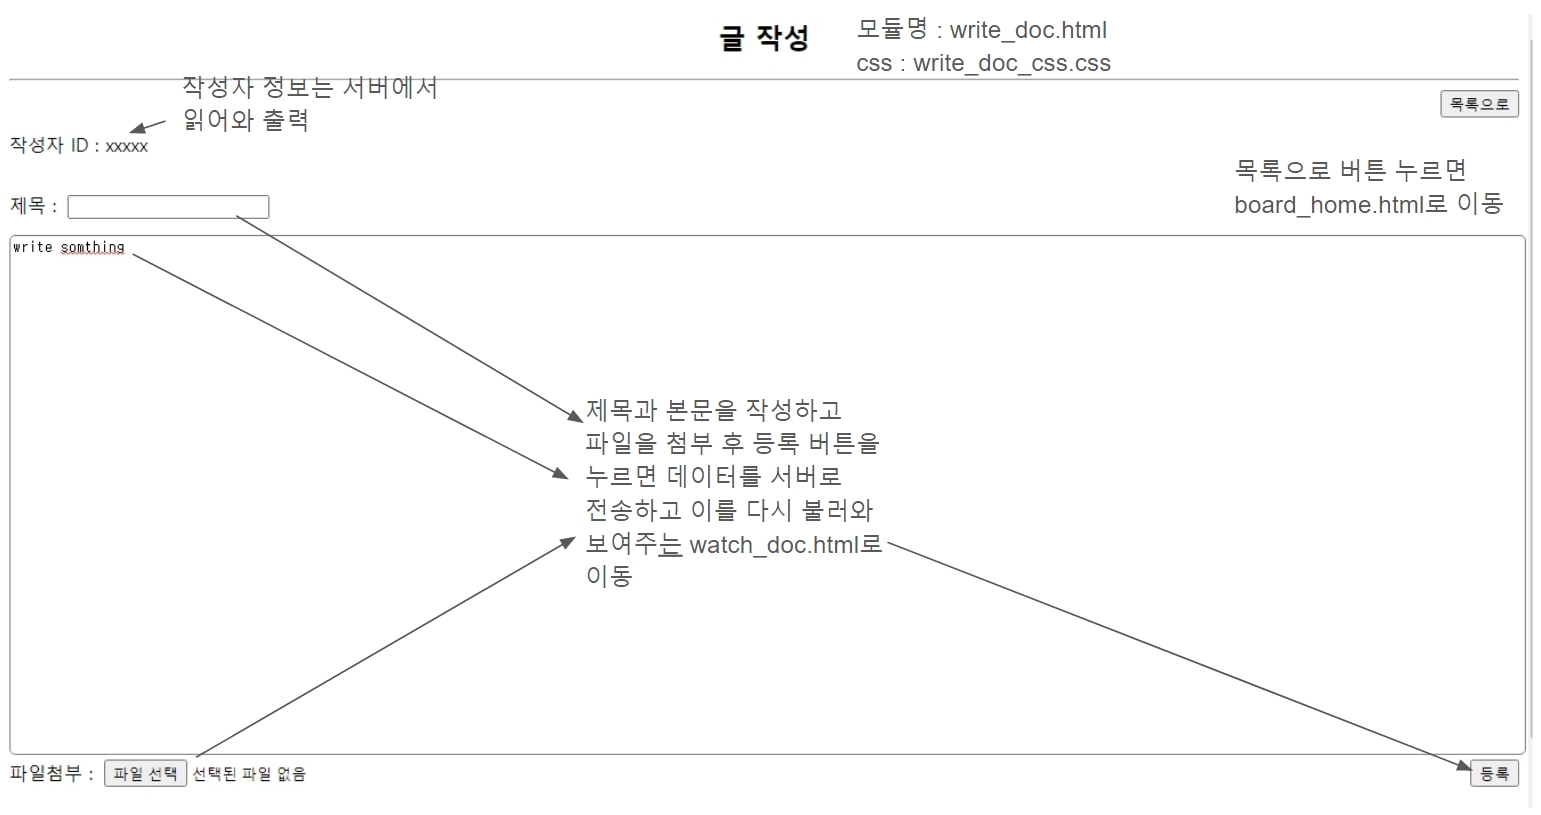 글 작성
모듈명 : write_doc.html
css : write_doc_css.css
작성자 정보는 서버에서
읽어와 출력
목록으로
작성자 ID : xxxxx
목록으로 버튼 누르면
board_home.html로 이동
제목 :
write somthing
제목과 본문을 작성하고
파일을 첨부 후 등록 버튼을
누르면 데이터를 서버로
전송하고 이를 다시 불러와
보여주는 watch_doc.html로
이동
파일첨부 : 파일 선택 선택된 파일 없음
등록